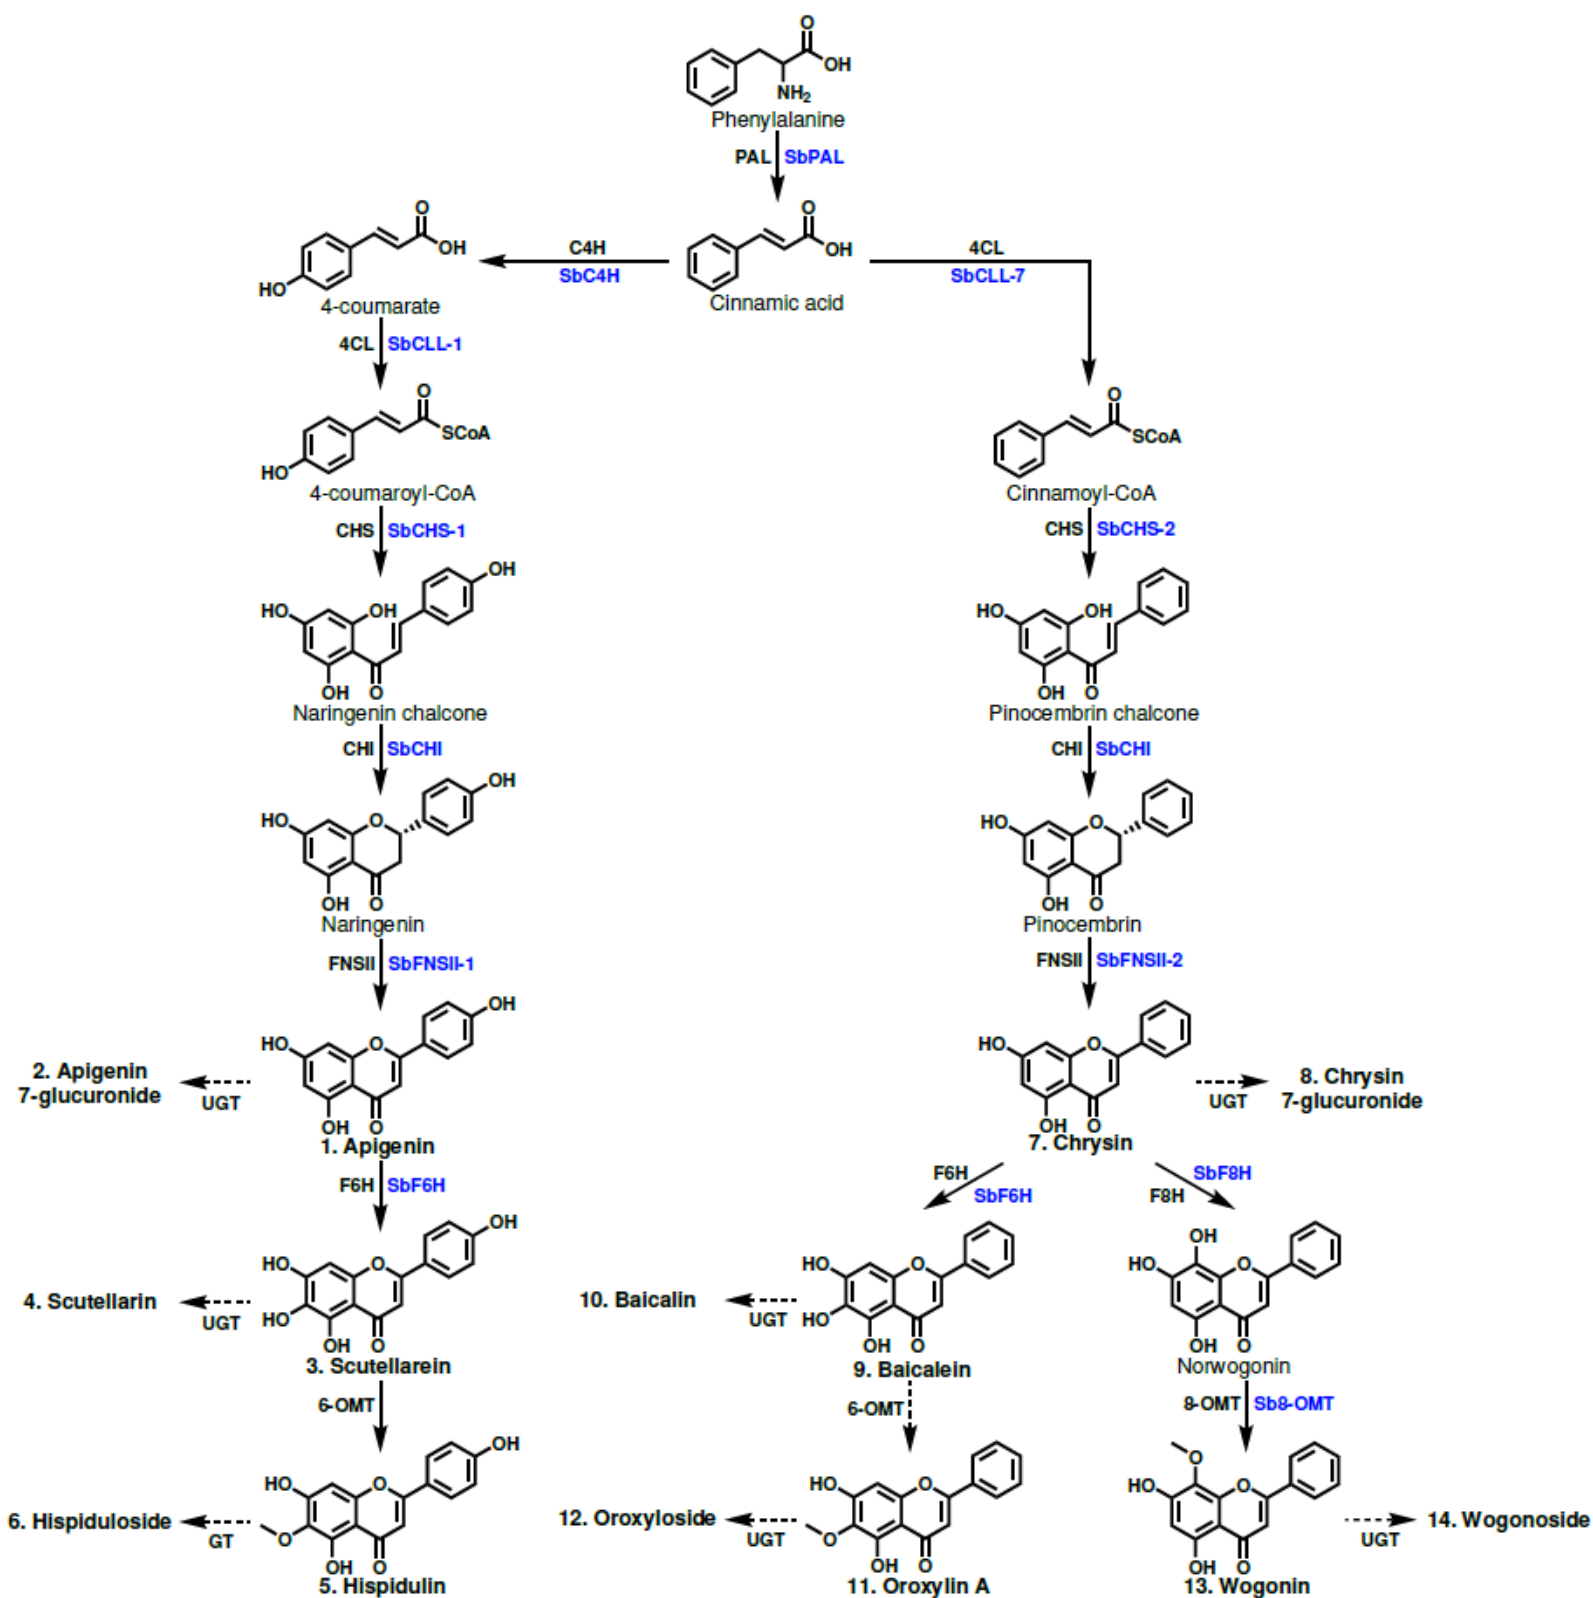 O
OH
NH2
Phenylalanine
PAL SbPAL
O
OH
HO
4-coumarate
C4H
SbC4H
O
OH
Cinnamic acid
4CL
SbCLL-7
4CL SbCLL-1
O
SCoA
HO
4-coumaroyl-CoA
O
SCoA
Cinnamoyl-CoA
CHS SbCHS-1
CHS SbCHS-2
OH
HO OH
OH O
Naringenin chalcone
HO OH
OH O
Pinocembrin chalcone
CHI SbCHI
CHI SbCHI
OH
HO O
OH O
Naringenin
HO O
OH O
Pinocembrin
FNSII SbFNSII-1
FNSII SbFNSII-2
OH
HO O
OH O
1. Apigenin
2. Apigenin
7-glucuronide
UGT
HO O
OH O
7. Chrysin
UGT
8. Chrysin
7-glucuronide
F6H SbF6H
F6H
SbF6H
SbF8H
F8H
OH
HO O
HO
OH O
3. Scutellarein
4. Scutellarin
UGT
10. Baicalin
UGT
HO O
HO
OH O
9. Baicalein
OH
HO O
OH O
Norwogonin
6-OMT
6-OMT
8-OMT Sb8-OMT
OH
HO O
O
OH O
5. Hispidulin
6. Hispiduloside
GT
12. Oroxyloside
UGT
HO O
O
OH O
11. Oroxylin A
O
HO O
OH O
13. Wogonin
UGT
14. Wogonoside